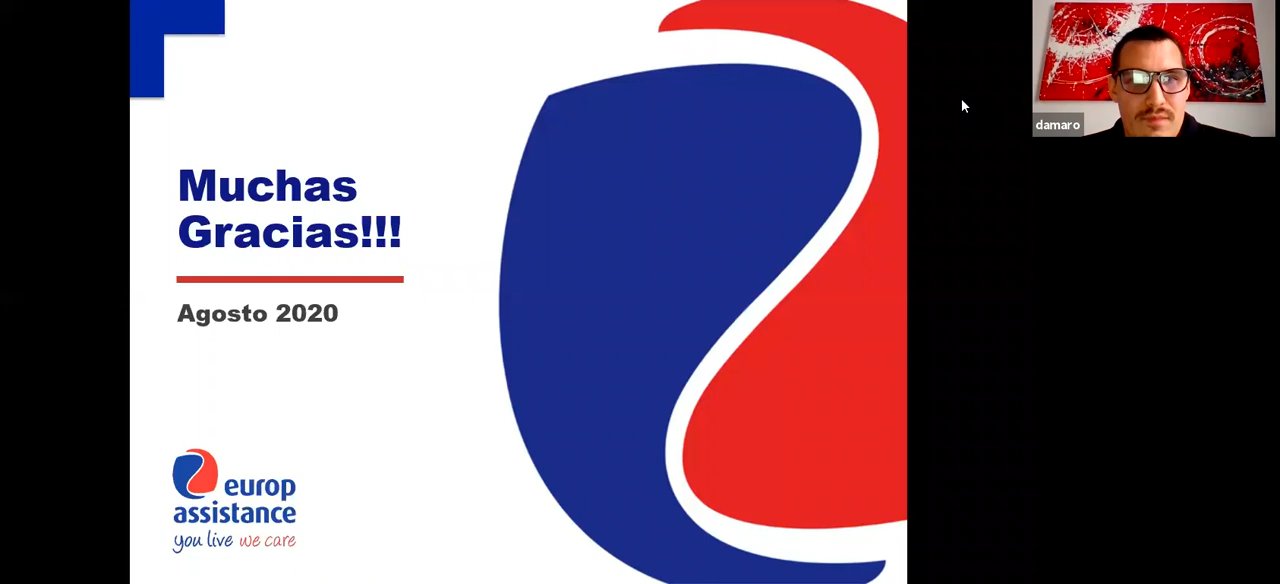 Muchas
Gracias!!!
Agosto 2020
europ
assistance
you live we care
damaro